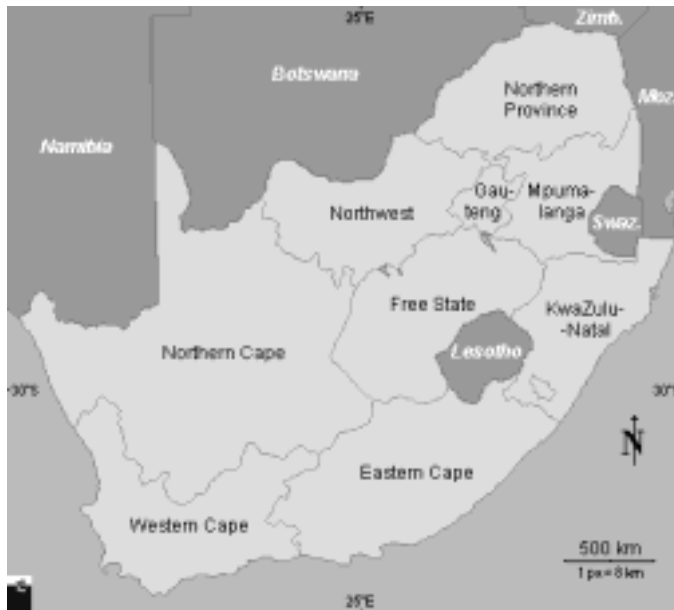 25°E
Zimb.
Botswana
Northern
Province
Moz.
Namibia
Gau-
teng
Mpuma-
langa
Northwest
Swaz.
Free State
KwaZulu-
-Natal
Northern Cape
Lesotho
30°S
30°
N
Eastern Cape
Western Cape
500 km
1 px = 8 km
25°E